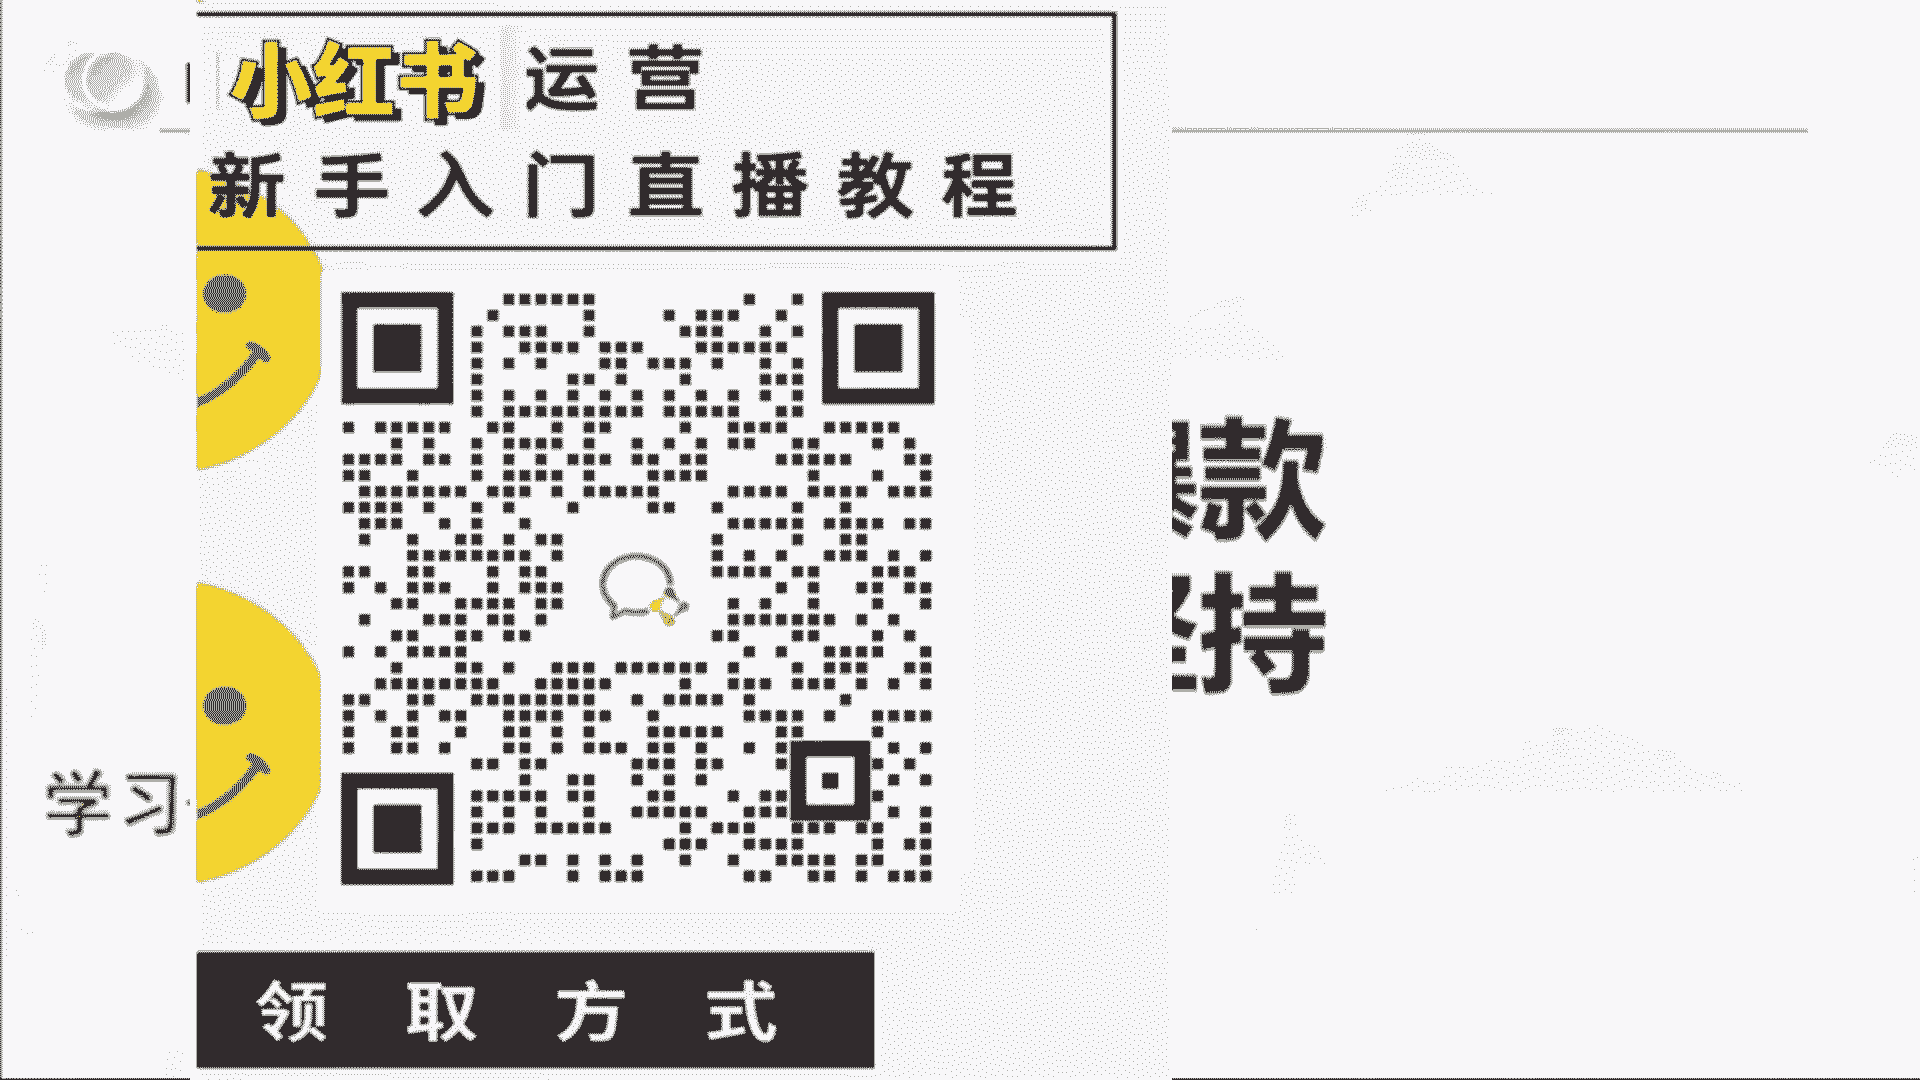 小红书运营
新手入门直播教程
款
坚持
学习
领取方式